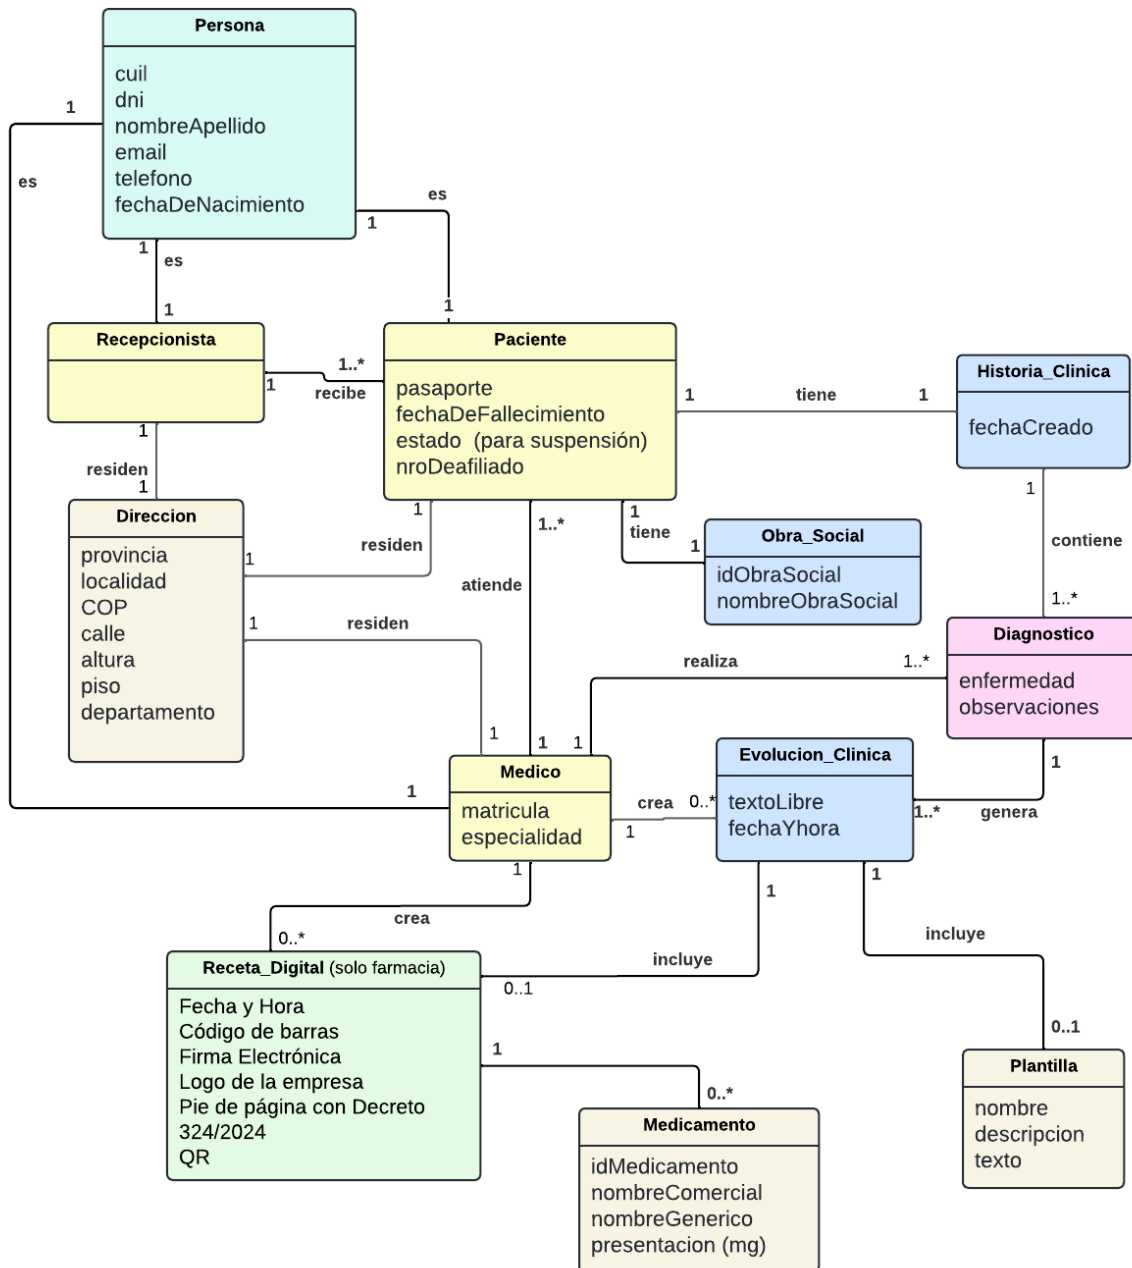 Persona
cuil
dni
nombreApellido
email
telefono
fechaDeNacimiento
1
es
1
es
1
es
1
1
1
Recepcionista
1
recibe
1..*
Paciente
pasaporte
fechaDeFallecimiento
estado (para suspensión)
nroDeafiliado
1
tiene
1
Historia_Clinica
fechaCreado
1
residen
1
Direccion
provincia
localidad
COP
calle
altura
piso
departamento
1
residen
1
1
residen
1
1..*
atiende
1
1
tiene
1
Obra_Social
idObraSocial
nombreObraSocial
1
contiene
1..*
Diagnostico
enfermedad
observaciones
realiza
1..*
1
1
Medico
matricula
especialidad
crea
0..*
1
Evolucion_Clinica
textoLibre
fechaYhora
1
1..*
genera
1
crea
0..*
1
incluye
0..1
1
incluye
0..1
Receta_Digital (solo farmacia)
Fecha y Hora
Código de barras
Firma Electrónica
Logo de la empresa
Pie de página con Decreto
324/2024
QR
1
0..*
Medicamento
idMedicamento
nombreComercial
nombreGenerico
presentacion (mg)
Plantilla
nombre
descripcion
texto